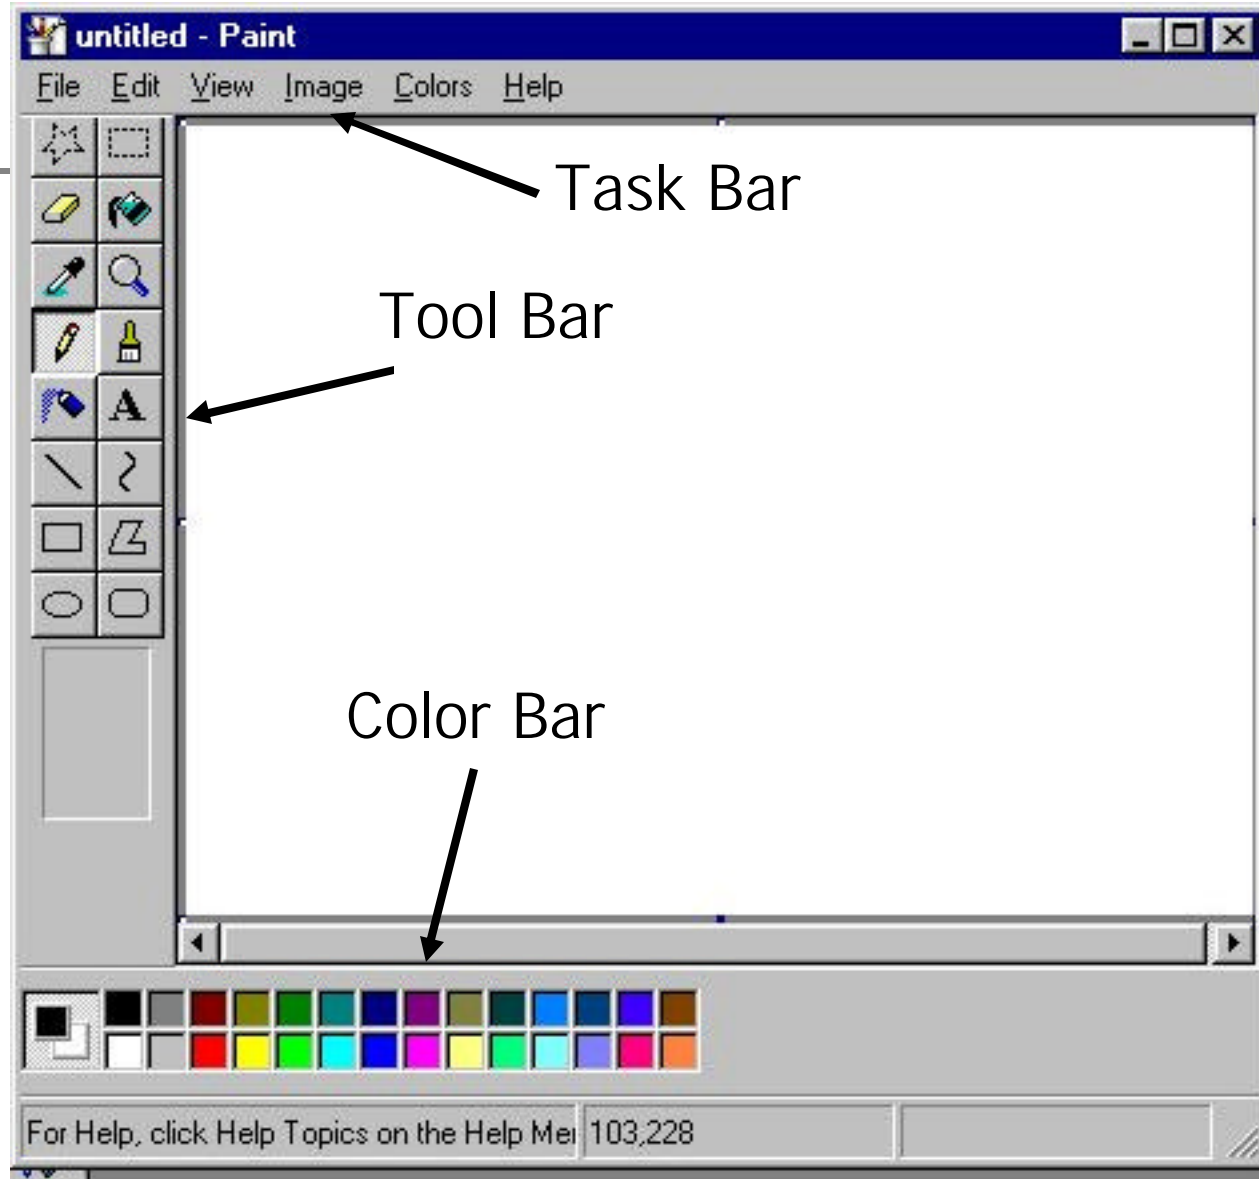 untitled - Paint
File Edit View Image Colors Help
Task Bar
Tool Bar
A
Color Bar
For Help, click Help Topics on the Help Me 103,228